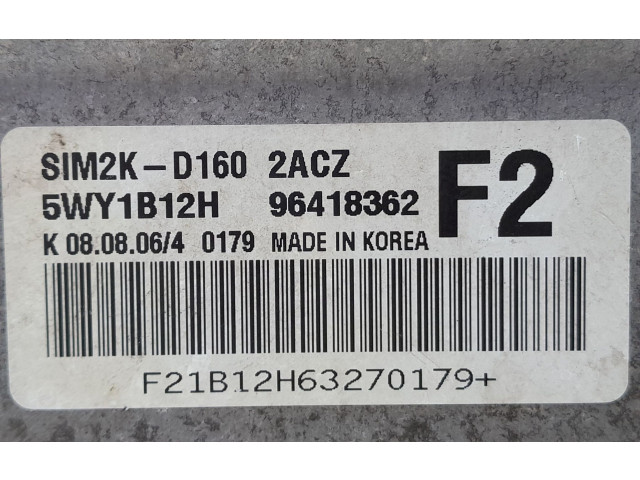 SIM2K-D160 2ACZ
5WY1B12H 96418362 F2
K 08.08.06/4 0179 MADE IN KOREA
F21B12H63270179+